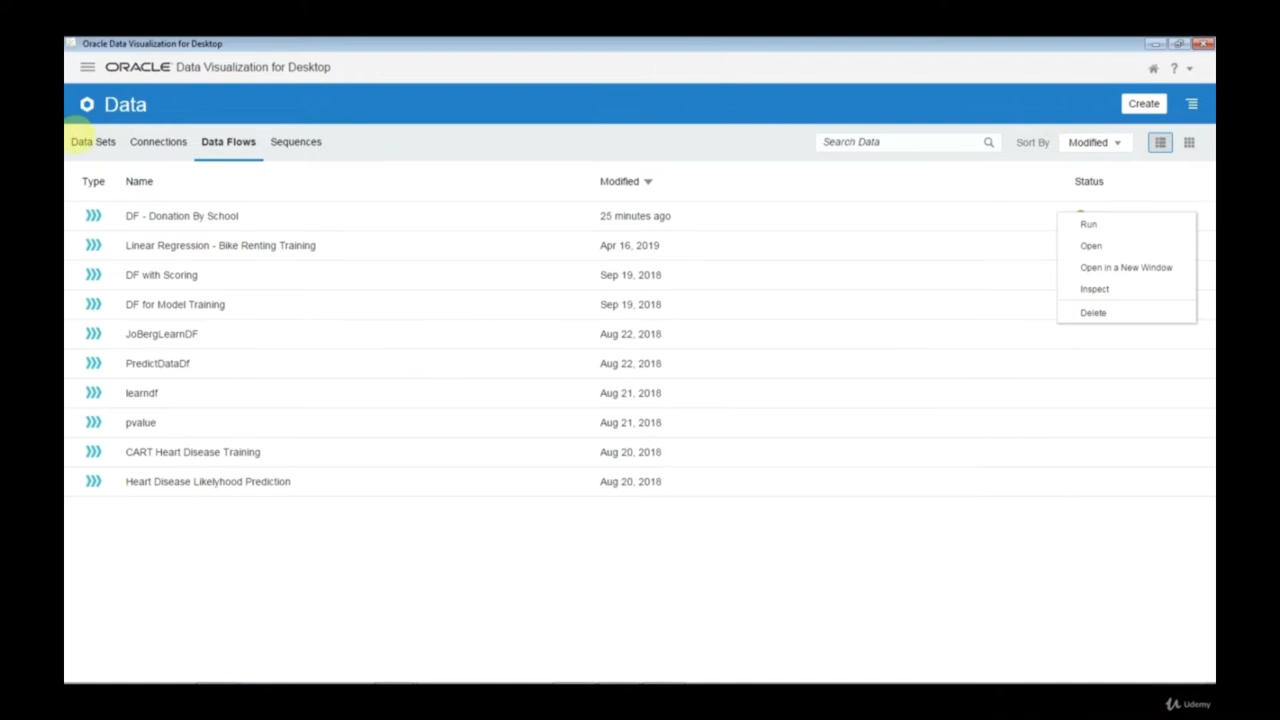 Oracle Data Visualization for Desktop
ORACLE Data Visualization for Desktop ?
Data Create
Data Sets Connections Data Flows Sequences Search Data Sort By Modified
Type Name Modified Status
DF - Donation By School 25 minutes ago
Run
Linear Regression - Bike Renting Training Apr 16, 2019 Open
Open in a New Window
DF with Scoring Sep 19, 2018
Inspect
DF for Model Training Sep 19, 2018
Delete
JoBergLearnDF Aug 22, 2018
PredictDataDf Aug 22, 2018
learndf Aug 21, 2018
pvalue Aug 21, 2018
CART Heart Disease Training Aug 20, 2018
Heart Disease Likelyhood Prediction Aug 20, 2018
Udemy